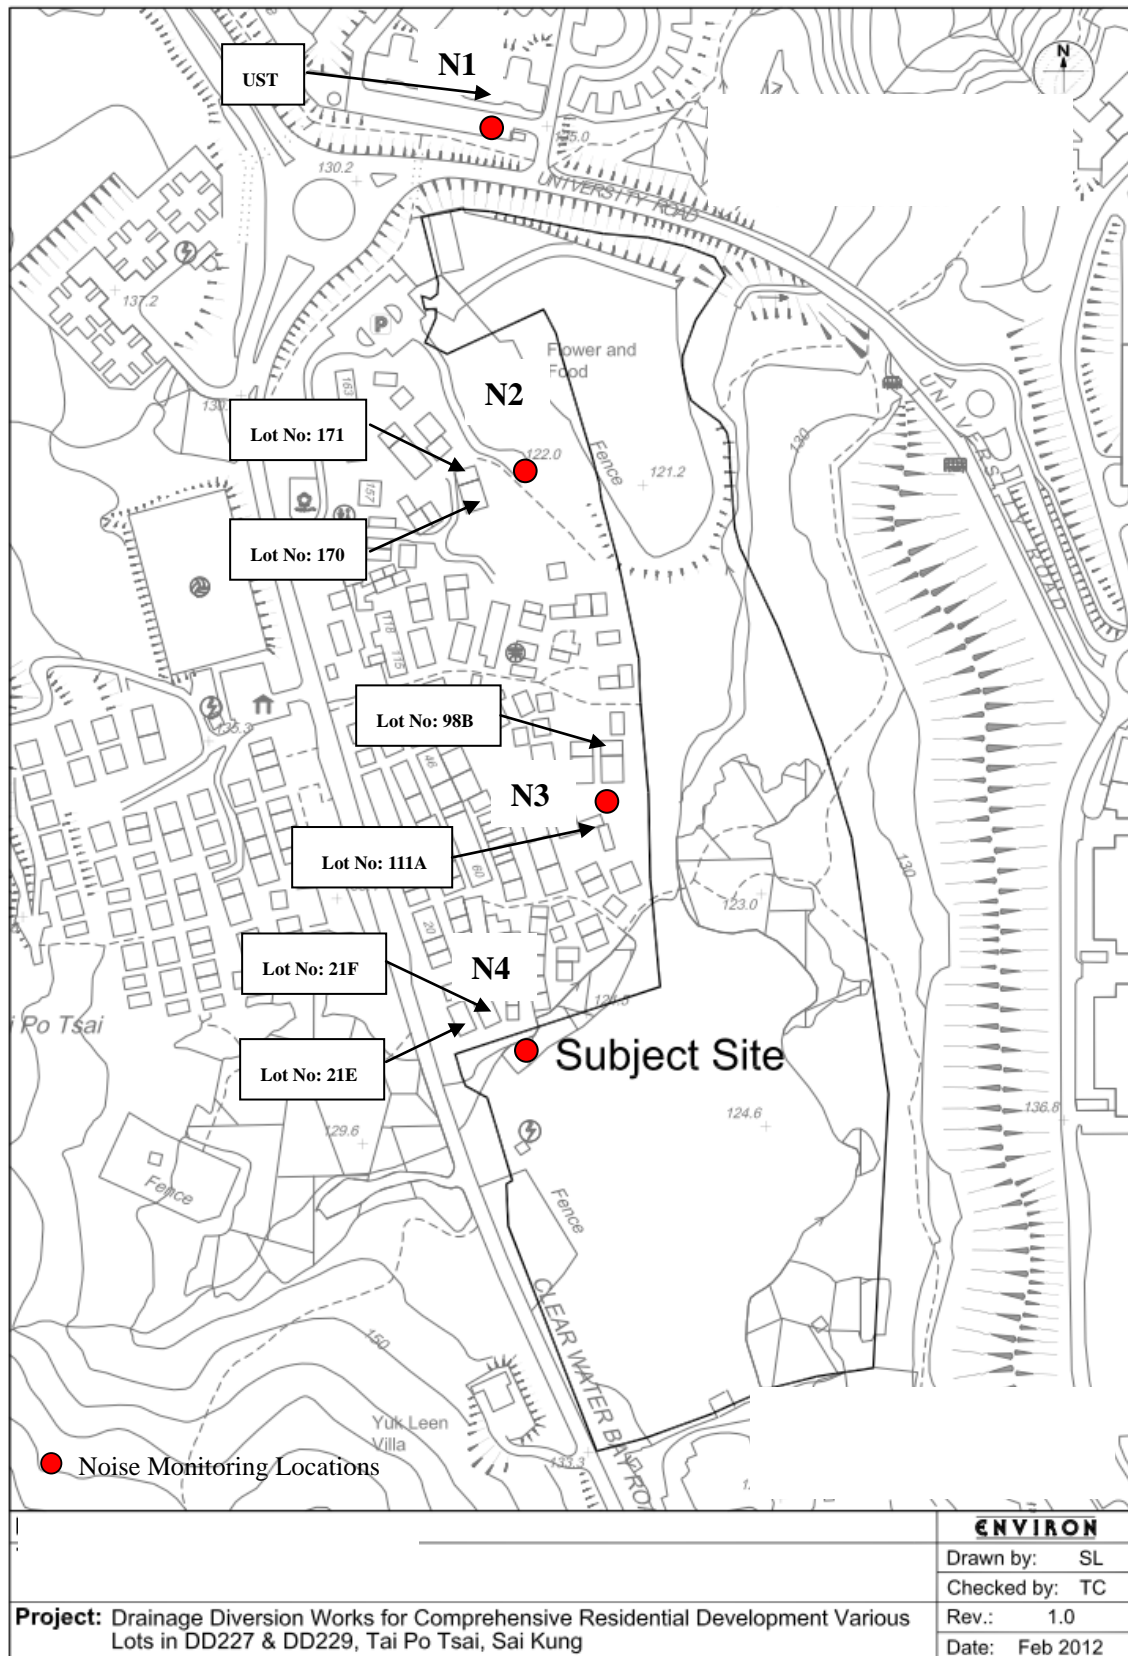 N1
UST
N
135.0
130.2
UNIVERSITY ROAD
137.2
P
Flower and
Food
163
N2
Lot No: 171
122.0
Fence
121.2
130
UNIVERSITY ROAD
157
Lot No: 170
118
115
Lot No: 98B
135.3
46
N3
Lot No: 111A
60
130
123.0
20
Lot No: 21F
N4
Po Tsai
Lot No: 21E
Subject Site
124.6
136.8
129.6
Fence
Fence
CLEAR WATER BAY ROA
150
Yuk Leen
Villa
133.3
Noise Monitoring Locations
ENVIRON
Drawn by: SL
Checked by: TC
Project: Drainage Diversion Works for Comprehensive Residential Development Various
Lots in DD227 & DD229, Tai Po Tsai, Sai Kung
Rev.: 1.0
Date: Feb 2012